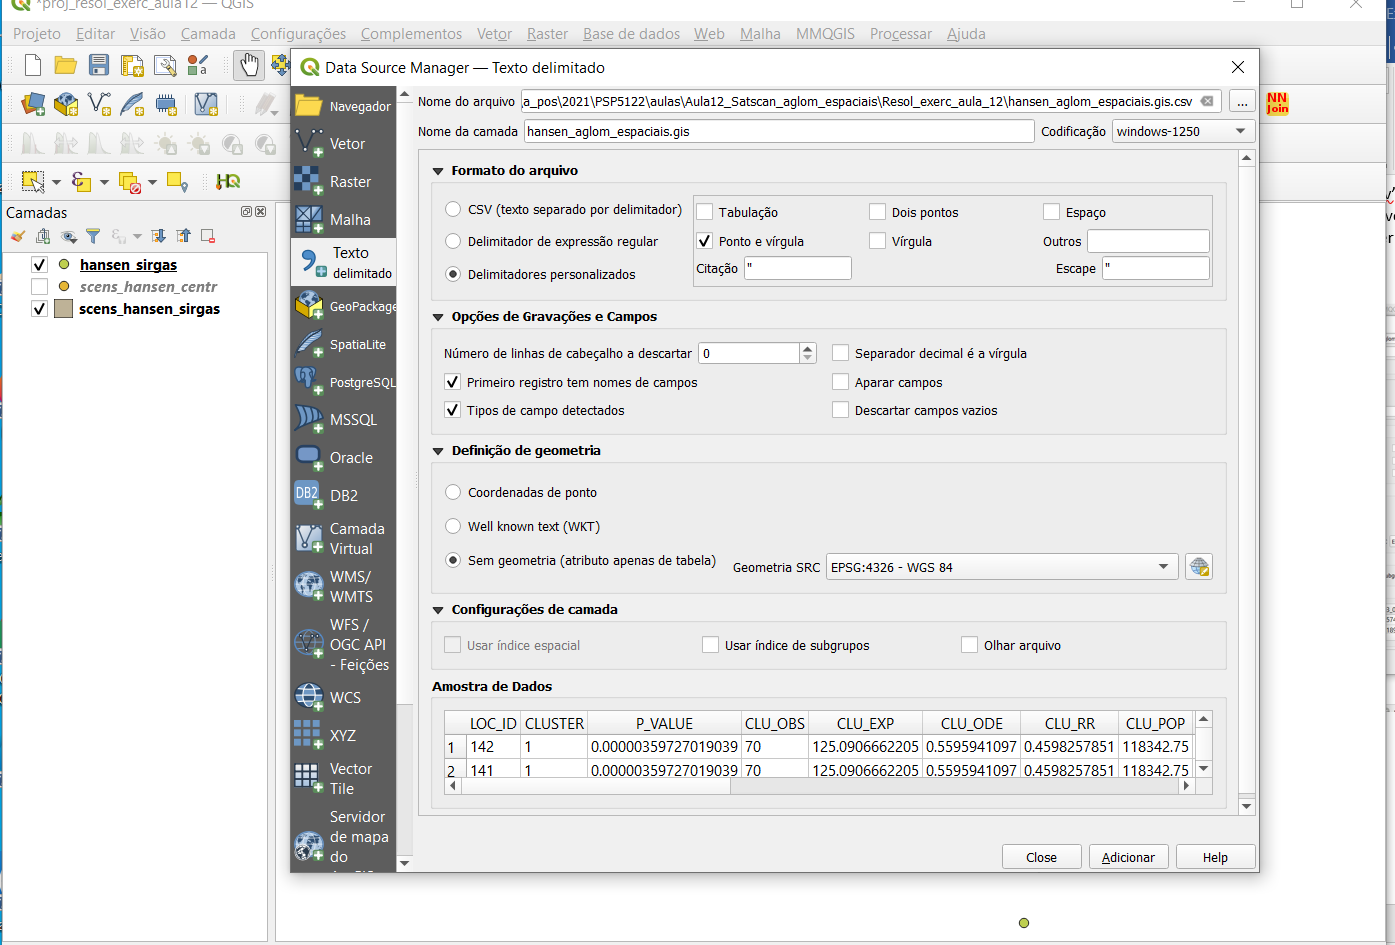 *proj_resol_exerc_aula12 — QGIS
Projeto Editar Visão Camada Configurações Complementos Vetor Raster Base de dados Web Malha MMQGIS Processar Ajuda
Data Source Manager — Texto delimitado
NN
Join
Camadas
hansen_sirgas
scens_hansen_centr
scens_hansen_sirgas
Navegador
Vetor
Raster
Malha
Texto
delimitado
GeoPackage
SpatiaLite
PostgreSQL
MSSQL
Oracle
DB2
DB2
Camada
Virtual
WMS/
WMTS
WFS /
OGC API
- Feições
WCS
XYZ
Vector
Tile
Servidor
de mapa
do
Nome do arquivo a_pos\2021\PSP5122\aulas\Aula12_Satscan_aglom_espaciais\Resol_exerc_aula_12\hansen_aglom_espaciais.gis.csv ...
Nome da camada hansen_aglom_espaciais.gis Codificação windows-1250
Formato do arquivo
CSV (texto separado por delimitador) Tabulação Dois pontos Espaço
Delimitador de expressão regular Ponto e vírgula Vírgula Outros
Delimitadores personalizados Citação " Escape "
Opções de Gravações e Campos
Número de linhas de cabeçalho a descartar 0 Separador decimal é a vírgula
Primeiro registro tem nomes de campos Aparar campos
Tipos de campo detectados Descartar campos vazios
Definição de geometria
Coordenadas de ponto
Well known text (WKT)
Sem geometria (atributo apenas de tabela) Geometria SRC EPSG:4326 - WGS 84
Configurações de camada
Usar índice espacial Usar índice de subgrupos Olhar arquivo
Amostra de Dados
LOC_ID CLUSTER P_VALUE CLU_OBS CLU_EXP CLU_ODE CLU_RR CLU_POP
1 142 1 0.00000359727019039 70 125.0906662205 0.5595941097 0.4598257851 118342.75
2 141 1 0.00000359727019039 70 125.0906662205 0.5595941097 0.4598257851 118342.75
Close Adicionar Help